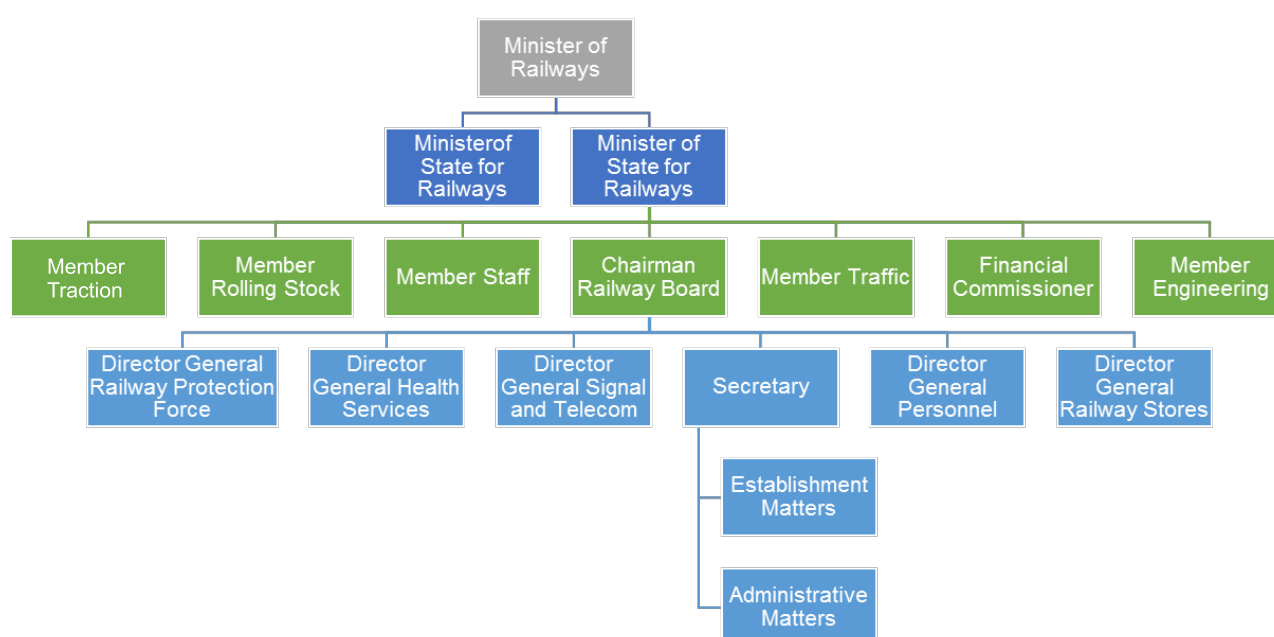 Minister of
Railways
Ministerof
State for
Railways
Minister of
State for
Railways
Member
Traction
Member
Rolling Stock
Member Staff
Chairman
Railway Board
Member Traffic
Financial
Commissioner
Member
Engineering
Director General
Railway Protection
Force
Director
General Health
Services
Director
General Signal
and Telecom
Secretary
Director
General
Personnel
Director
General
Railway Stores
Establishment
Matters
Administrative
Matters